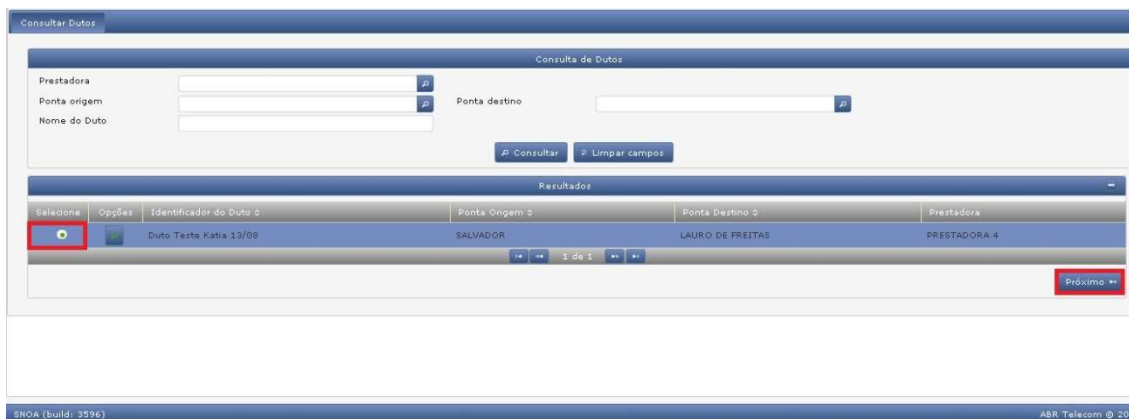 Consultar Dutos
Consulta de Dutos
Prestadora
Ponta origem Ponta destino
Nome do Duto
Consultar Limpar campos
Resultados
Selecione Opções Identificador do Duto Ponta Origem Ponta Destino Prestadora
Duto Teste Katia 13/08 SALVADOR LAURO DE FREITAS PRESTADORA 4
1 de 1
Próximo
SNOA (build: 3596) ABR Telecom © 20